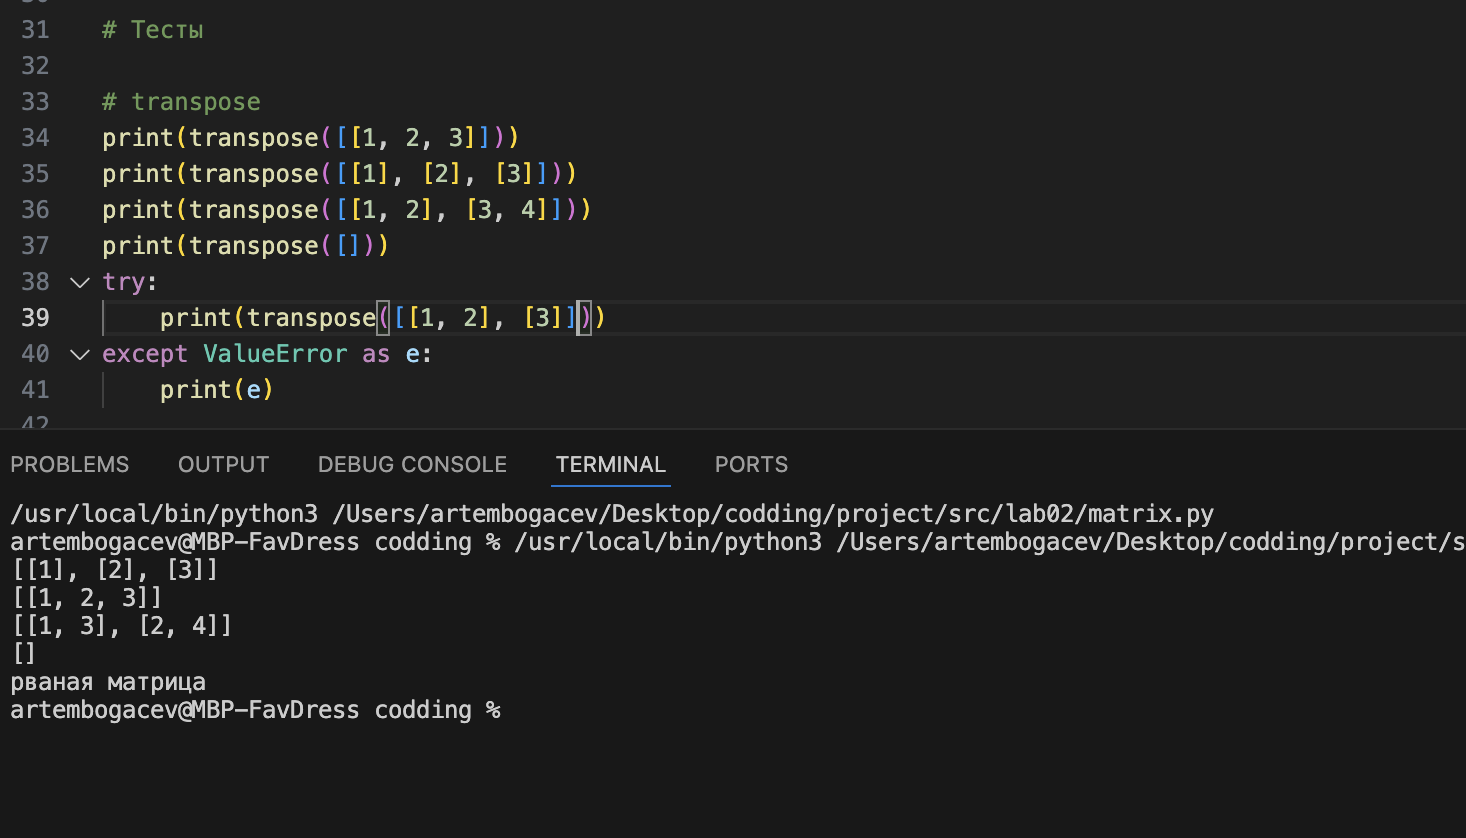 31 # Тесты
32
33 # transpose
34 print(transpose([[1, 2, 3]]))
35 print(transpose([[1], [2], [3]]))
36 print(transpose([[1, 2], [3, 4]]))
37 print(transpose([]))
38 try:
39 print(transpose([[1, 2], [3]]))
40 except ValueError as e:
41 print(e)
42
PROBLEMS OUTPUT DEBUG CONSOLE TERMINAL PORTS
/usr/local/bin/python3 /Users/artembogacev/Desktop/codding/project/src/lab02/matrix.py
artembogacev@MBP-FavDress codding % /usr/local/bin/python3 /Users/artembogacev/Desktop/codding/project/s
[[1], [2], [3]]
[[1, 2, 3]]
[[1, 3], [2, 4]]
[]
рваная матрица
artembogacev@MBP-FavDress codding %